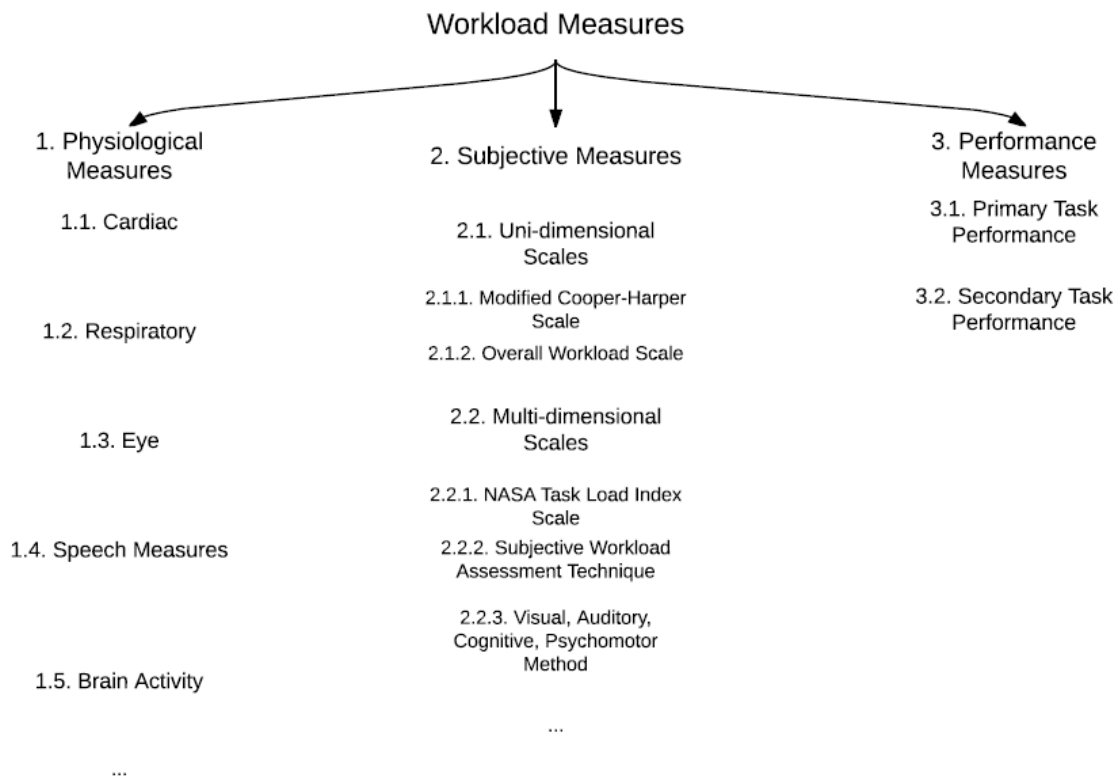 Workload Measures
1. Physiological
Measures
1.1. Cardiac
1.2. Respiratory
1.3. Eye
1.4. Speech Measures
1.5. Brain Activity
...
2. Subjective Measures
2.1. Uni-dimensional
Scales
2.1.1. Modified Cooper-Harper
Scale
2.1.2. Overall Workload Scale
2.2. Multi-dimensional
Scales
2.2.1. NASA Task Load Index
Scale
2.2.2. Subjective Workload
Assessment Technique
2.2.3. Visual, Auditory,
Cognitive, Psychomotor
Method
...
3. Performance
Measures
3.1. Primary Task
Performance
3.2. Secondary Task
Performance